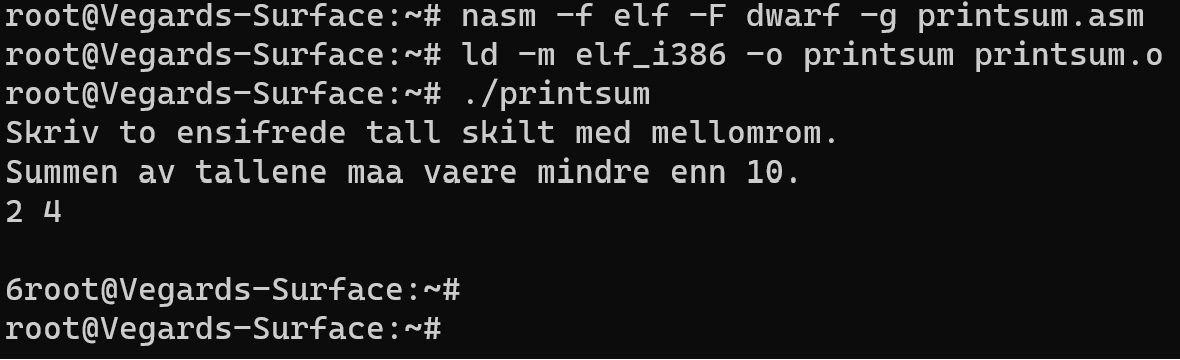 root@Vegards-Surface:~# nasm -f elf -F dwarf -g printsum.asm
root@Vegards-Surface:~# ld -m elf_i386 -o printsum printsum.o
root@Vegards-Surface:~# ./printsum
Skriv to ensifrede tall skilt med mellomrom.
Summen av tallene maa vaere mindre enn 10.
2 4
6root@Vegards-Surface:~#
root@Vegards-Surface:~#